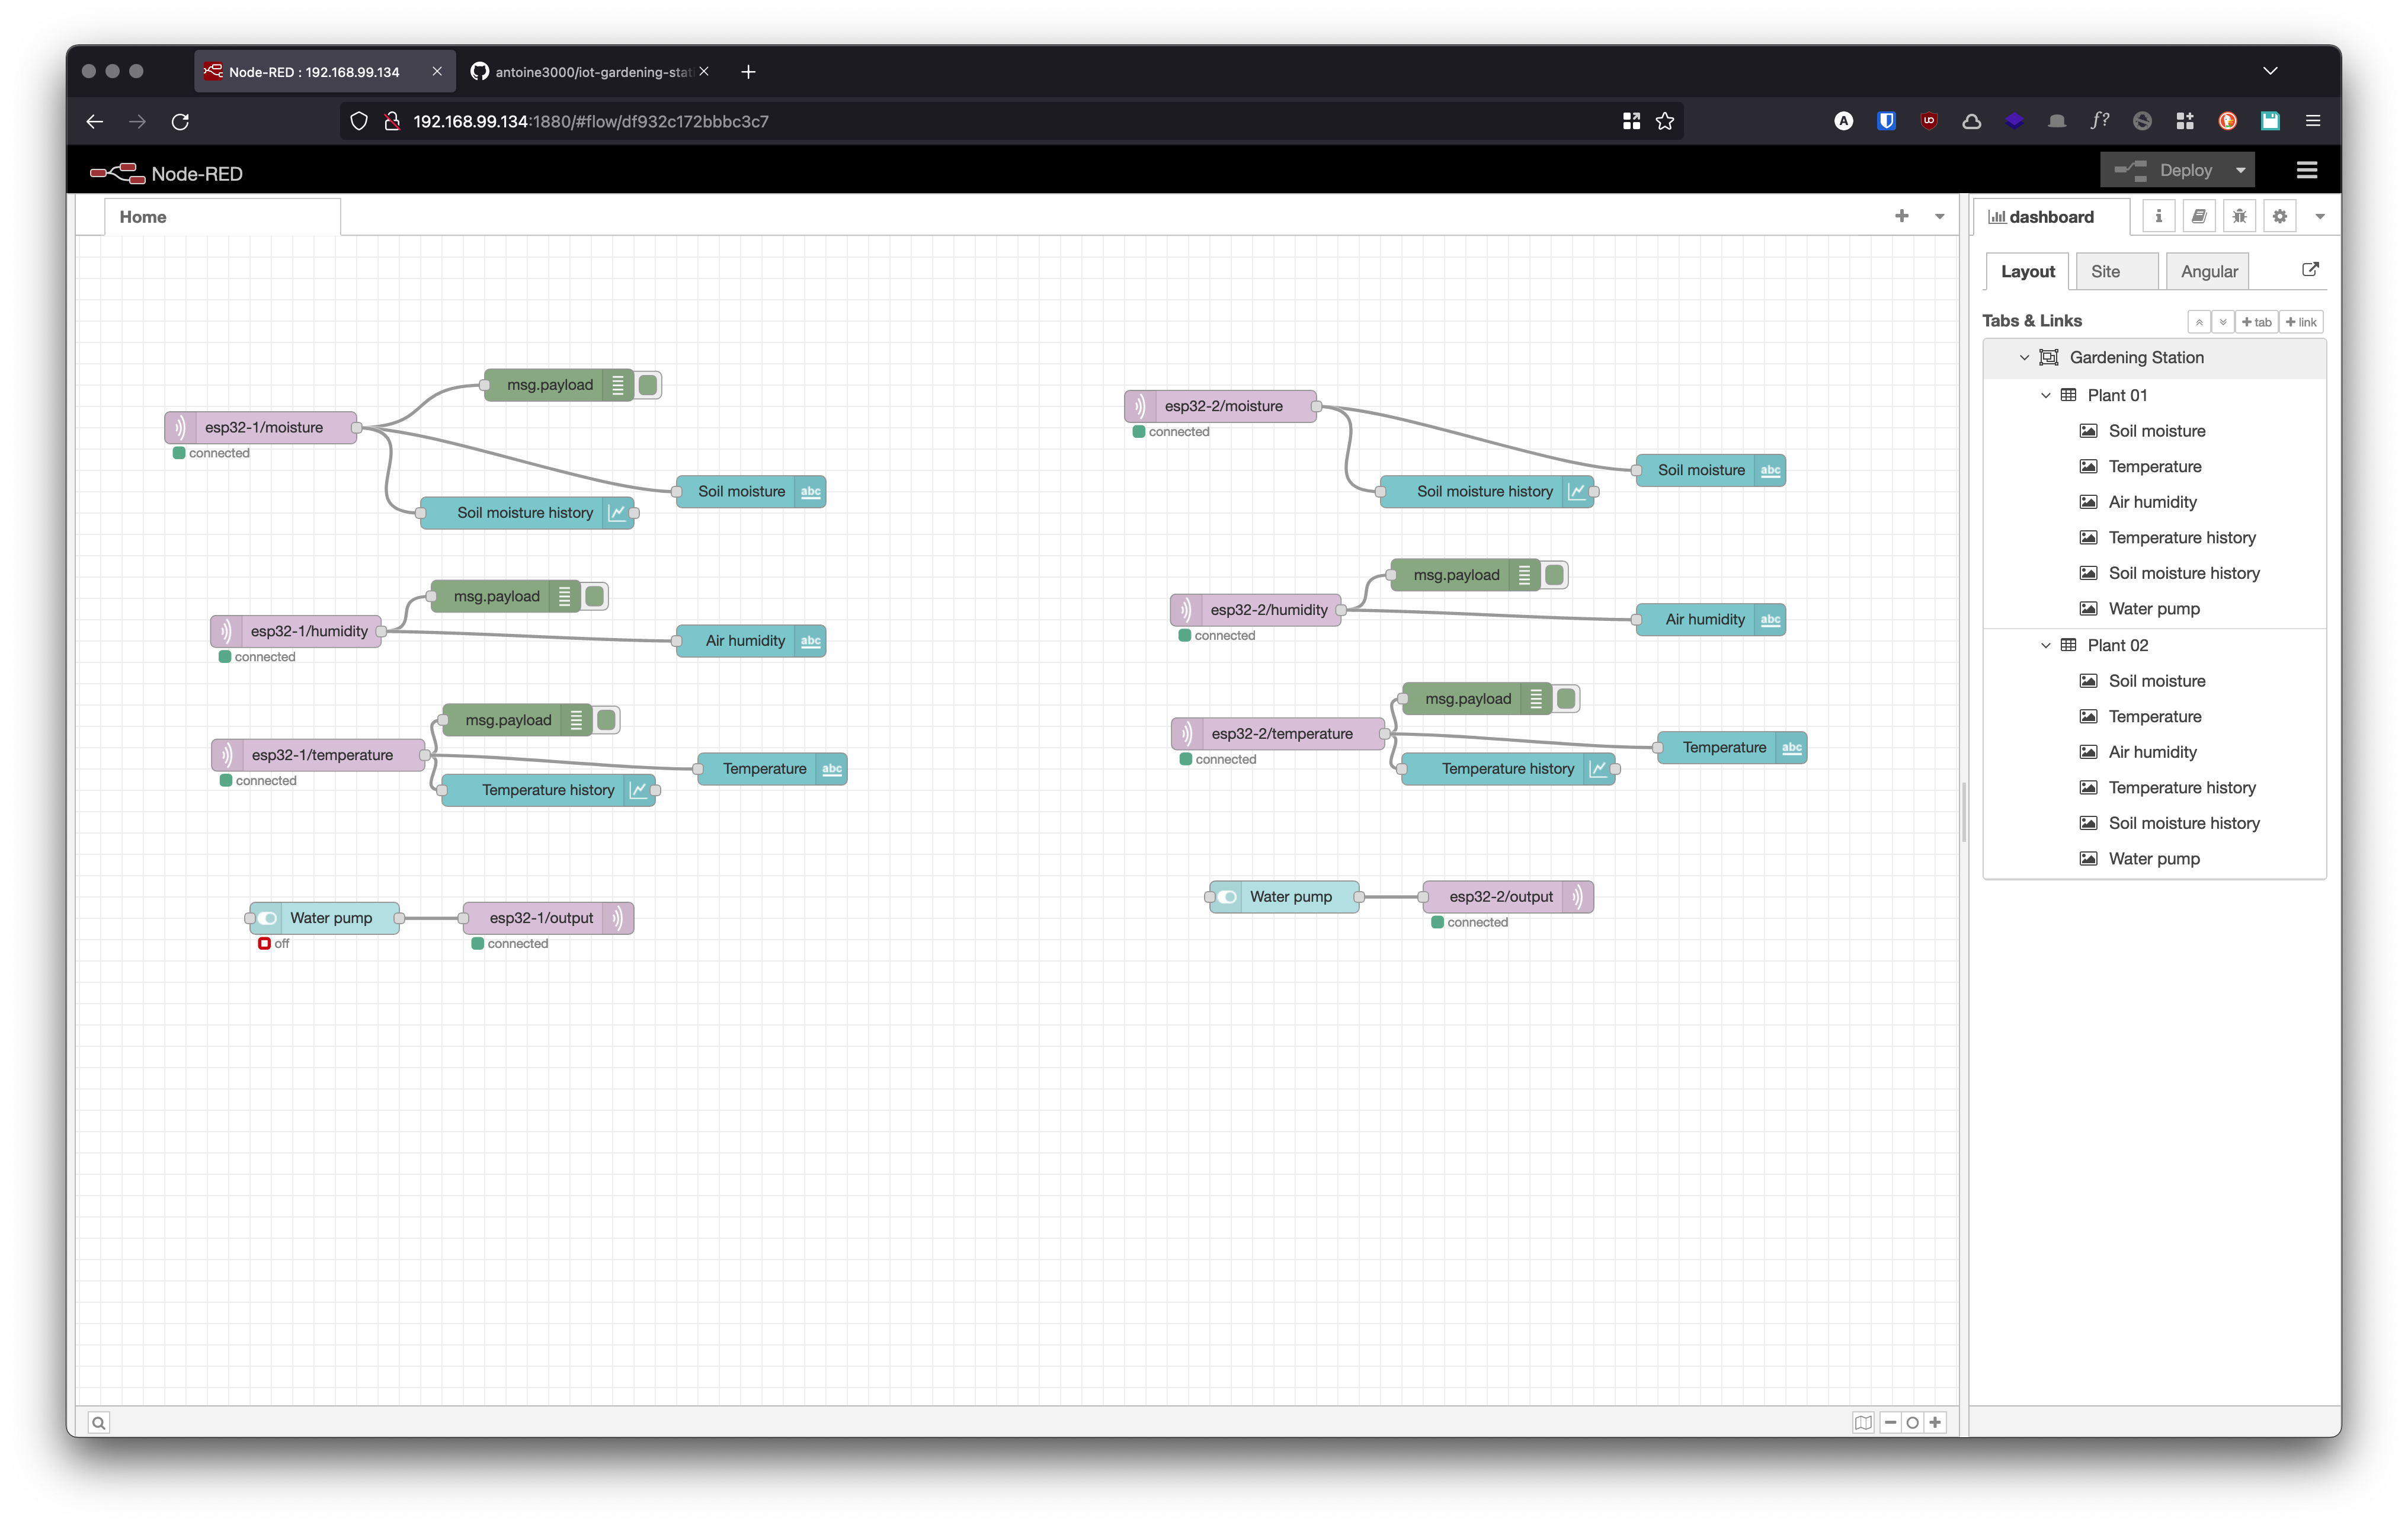 Node-RED : 192.168.99.134
antoine3000/iot-gardening-stati
192.168.99.134:1880/#flow/df932c172bbbc3c7
Node-RED
Deploy
Home
dashboard
Layout
Site
Angular
Tabs & Links
tab
link
Gardening Station
Plant 01
Soil moisture
Temperature
Air humidity
Temperature history
Soil moisture history
Water pump
Plant 02
Soil moisture
Temperature
Air humidity
Temperature history
Soil moisture history
Water pump
msg.payload
esp32-1/moisture
connected
Soil moisture abc
Soil moisture history
msg.payload
esp32-1/humidity
connected
Air humidity abc
msg.payload
esp32-1/temperature
connected
Temperature abc
Temperature history
Water pump
off
esp32-1/output
connected
esp32-2/moisture
connected
Soil moisture abc
Soil moisture history
msg.payload
esp32-2/humidity
connected
Air humidity abc
msg.payload
esp32-2/temperature
connected
Temperature abc
Temperature history
Water pump
esp32-2/output
connected